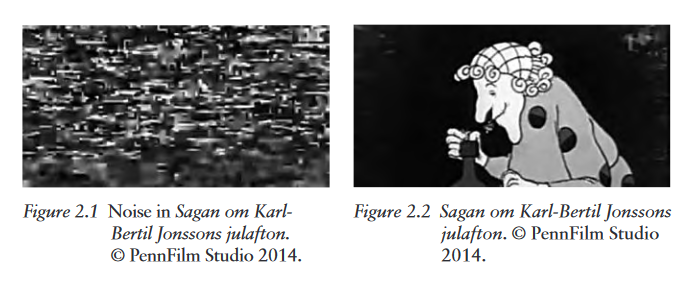 Figure 2.1 Noise in Sagan om Karl-
Bertil Jonssons julafton.
© PennFilm Studio 2014.
Figure 2.2 Sagan om Karl-Bertil Jonssons
julafton. © PennFilm Studio
2014.